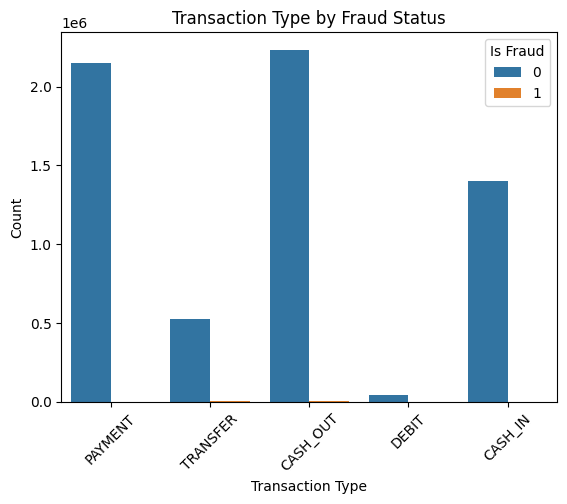 Transaction Type by Fraud Status
1e6
Is Fraud
0
1
2.0
1.5
1.0
0.5
0.0
Count
PAYMENT
TRANSFER
CASH_OUT
DEBIT
CASH_IN
Transaction Type